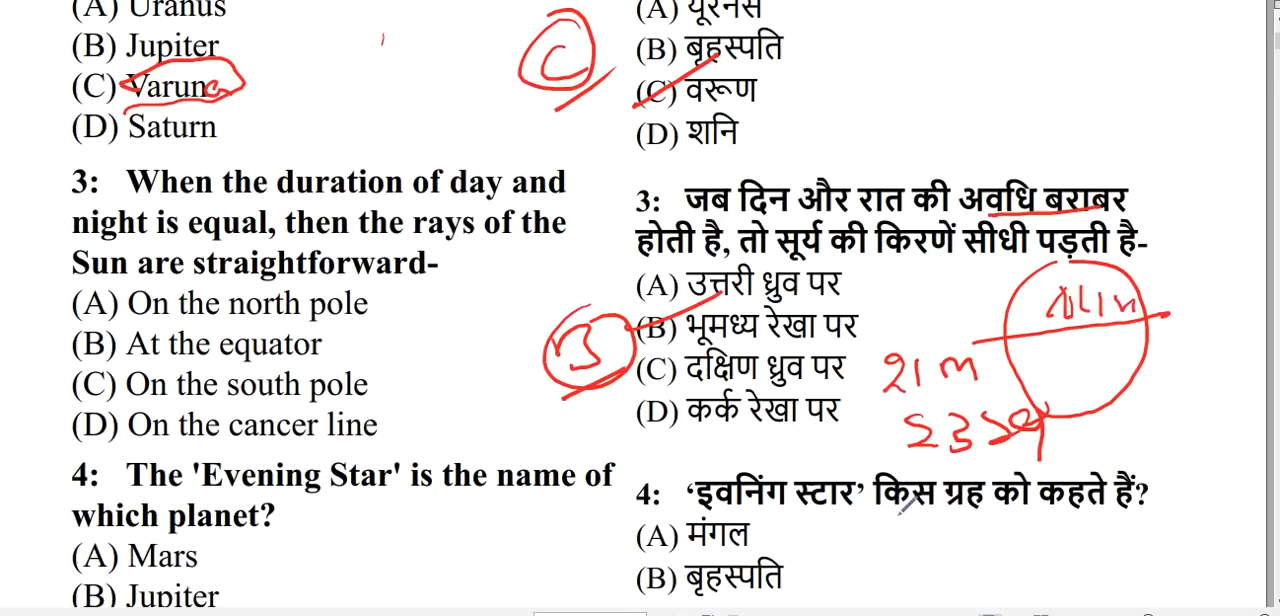 (A) Uranus
(B) Jupiter
(C) Varun
(D) Saturn
3: When the duration of day and
night is equal, then the rays of the
Sun are straightforward-
(A) On the north pole
(B) At the equator
(C) On the south pole
(D) On the cancer line
4: The 'Evening Star' is the name of
which planet?
(A) Mars
(B) Jupiter
C
(A) यूरेनस
(B) बृहस्पति
(C) वरूण
(D) शनि
3: जब दिन और रात की अवधि बराबर
होती है, तो सूर्य की किरणें सीधी पड़ती है-
(A) उत्तरी ध्रुव पर
(B) भूमध्य रेखा पर
(C) दक्षिण ध्रुव पर
(D) कर्क रेखा पर
B
21 m
23 Sep
4: ‘इवनिंग स्टार’ किस ग्रह को कहते हैं?
(A) मंगल
(B) बृहस्पति